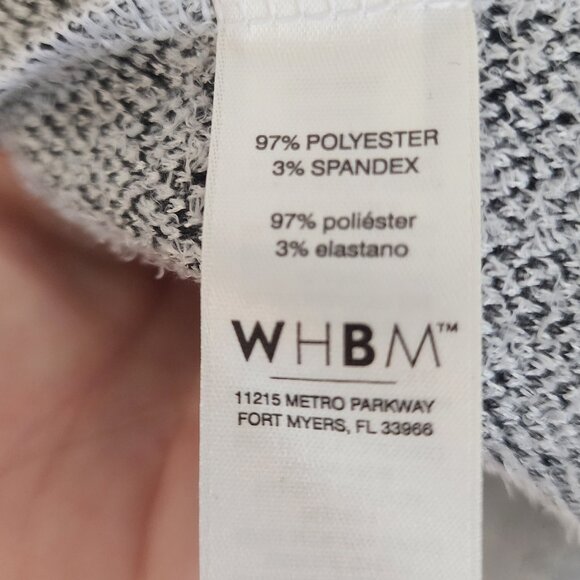 97% POLYESTER
3% SPANDEX
97% poliéster
3% elastano
WHBM™
11215 METRO PARKWAY
FORT MYERS, FL 33966